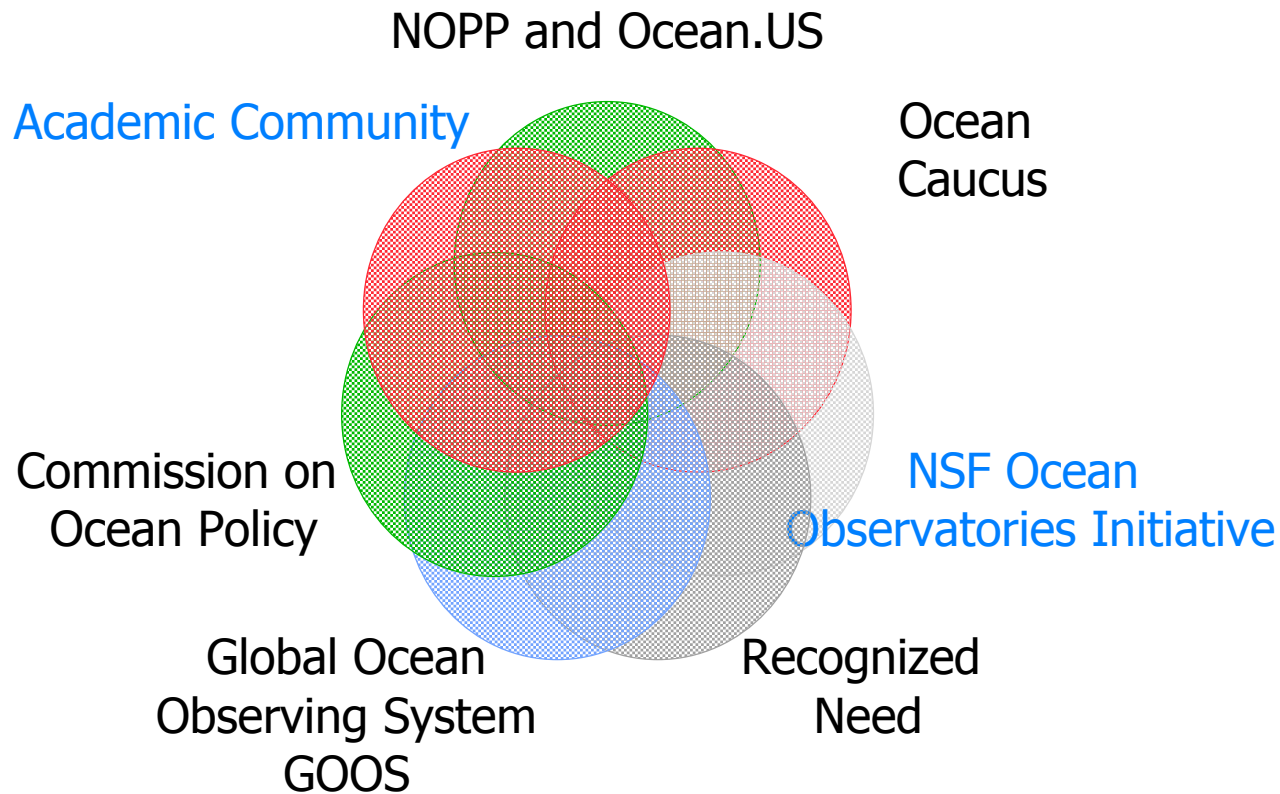 NOPP and Ocean.US
Academic Community
Ocean
Caucus
Commission on
Ocean Policy
NSF Ocean
Observatories Initiative
Global Ocean
Observing System
GOOS
Recognized
Need